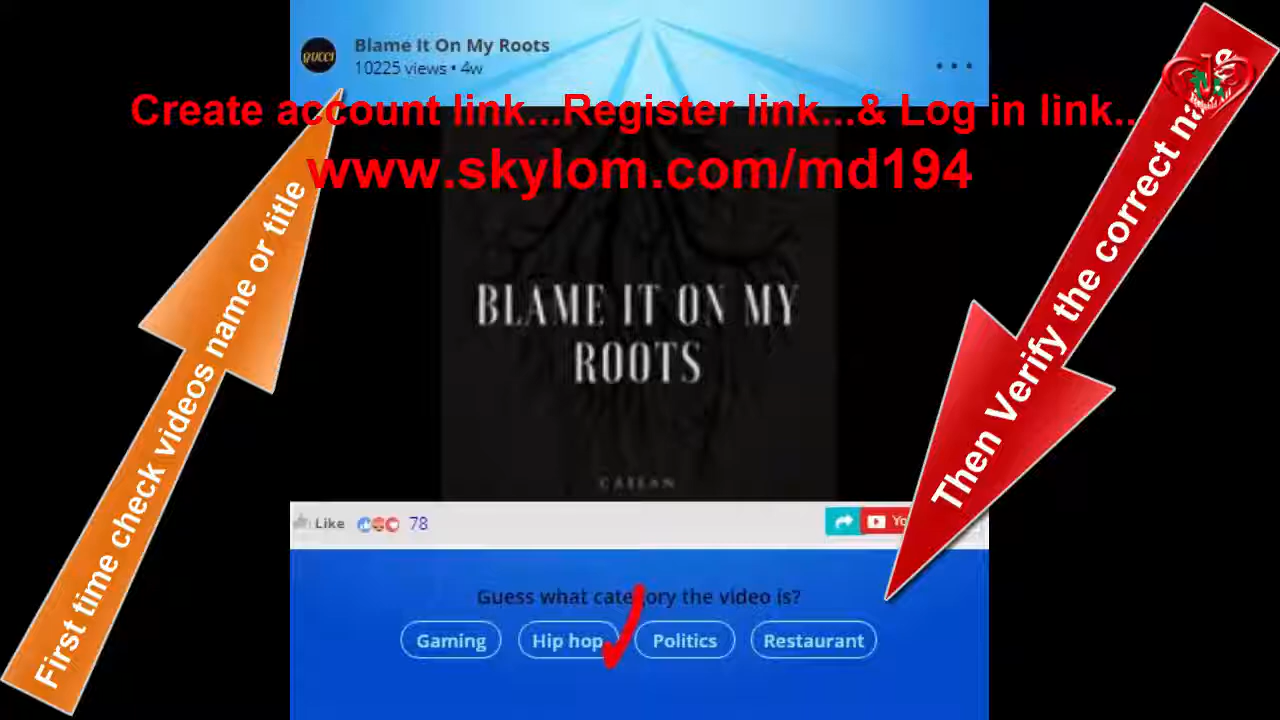 GUCCI
Blame It On My Roots
10225 views • 4w
Create account link...Register link...& Log in link..
www.skylom.com/md194
First time check videos name or title
Then Verify the correct name
BLAME IT ON MY
ROOTS
Like 78
Guess what category the video is?
Gaming
Hip hop
Politics
Restaurant